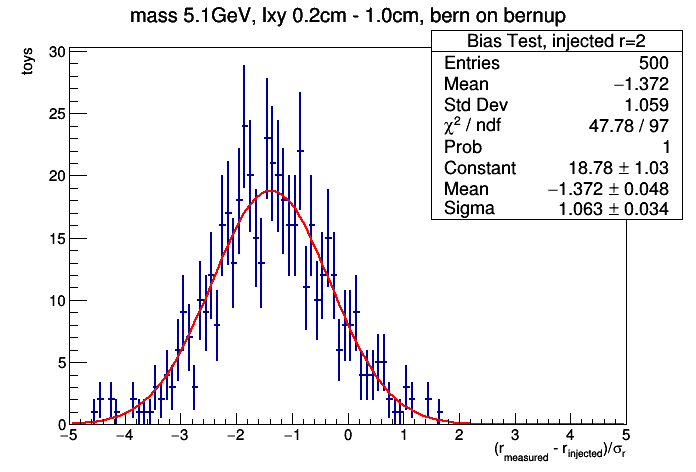 mass 5.1GeV, lxy 0.2cm - 1.0cm, bern on bernup
Bias Test, injected r=2
Entries 500
Mean −1.372
Std Dev 1.059
χ² / ndf 47.78 / 97
Prob 1
Constant 18.78 ± 1.03
Mean −1.372 ± 0.048
Sigma 1.063 ± 0.034
toys
30
25
20
15
10
5
0
−5 −4 −3 −2 −1 0 1 2 3 4 5
(r_measured - r_injected)/σ_r